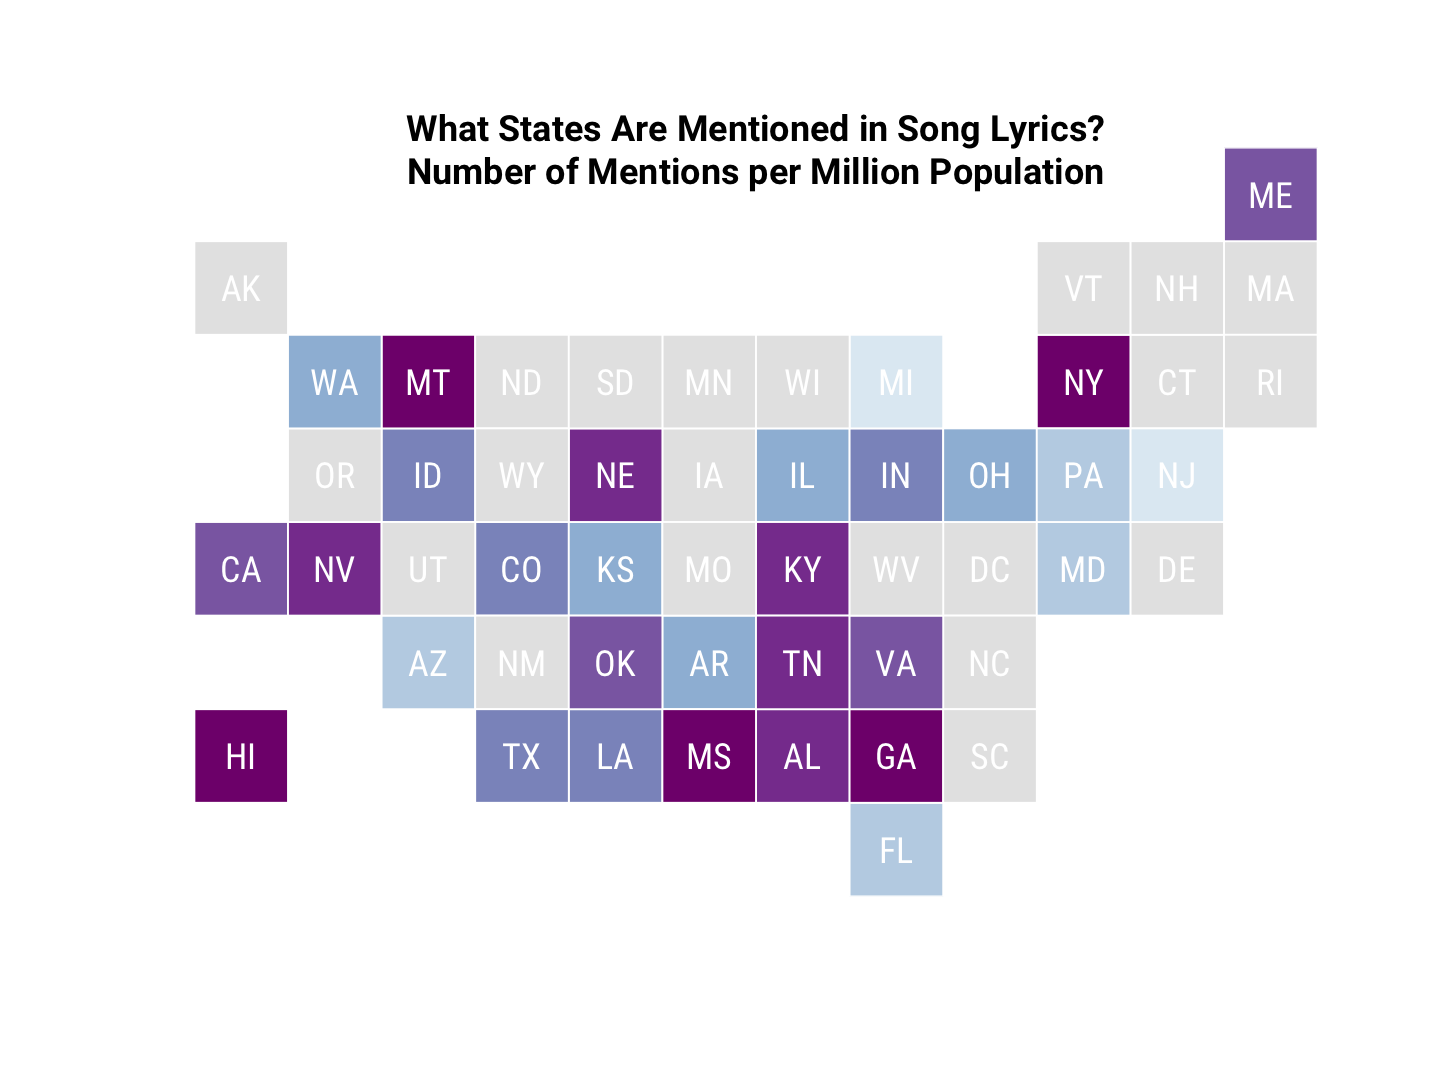 What States Are Mentioned in Song Lyrics?
Number of Mentions per Million Population
ME
AK VT NH MA
WA MT ND SD MN WI MI NY CT RI
OR ID WY NE IA IL IN OH PA NJ
CA NV UT CO KS MO KY WV DC MD DE
AZ NM OK AR TN VA NC
HI TX LA MS AL GA SC
FL